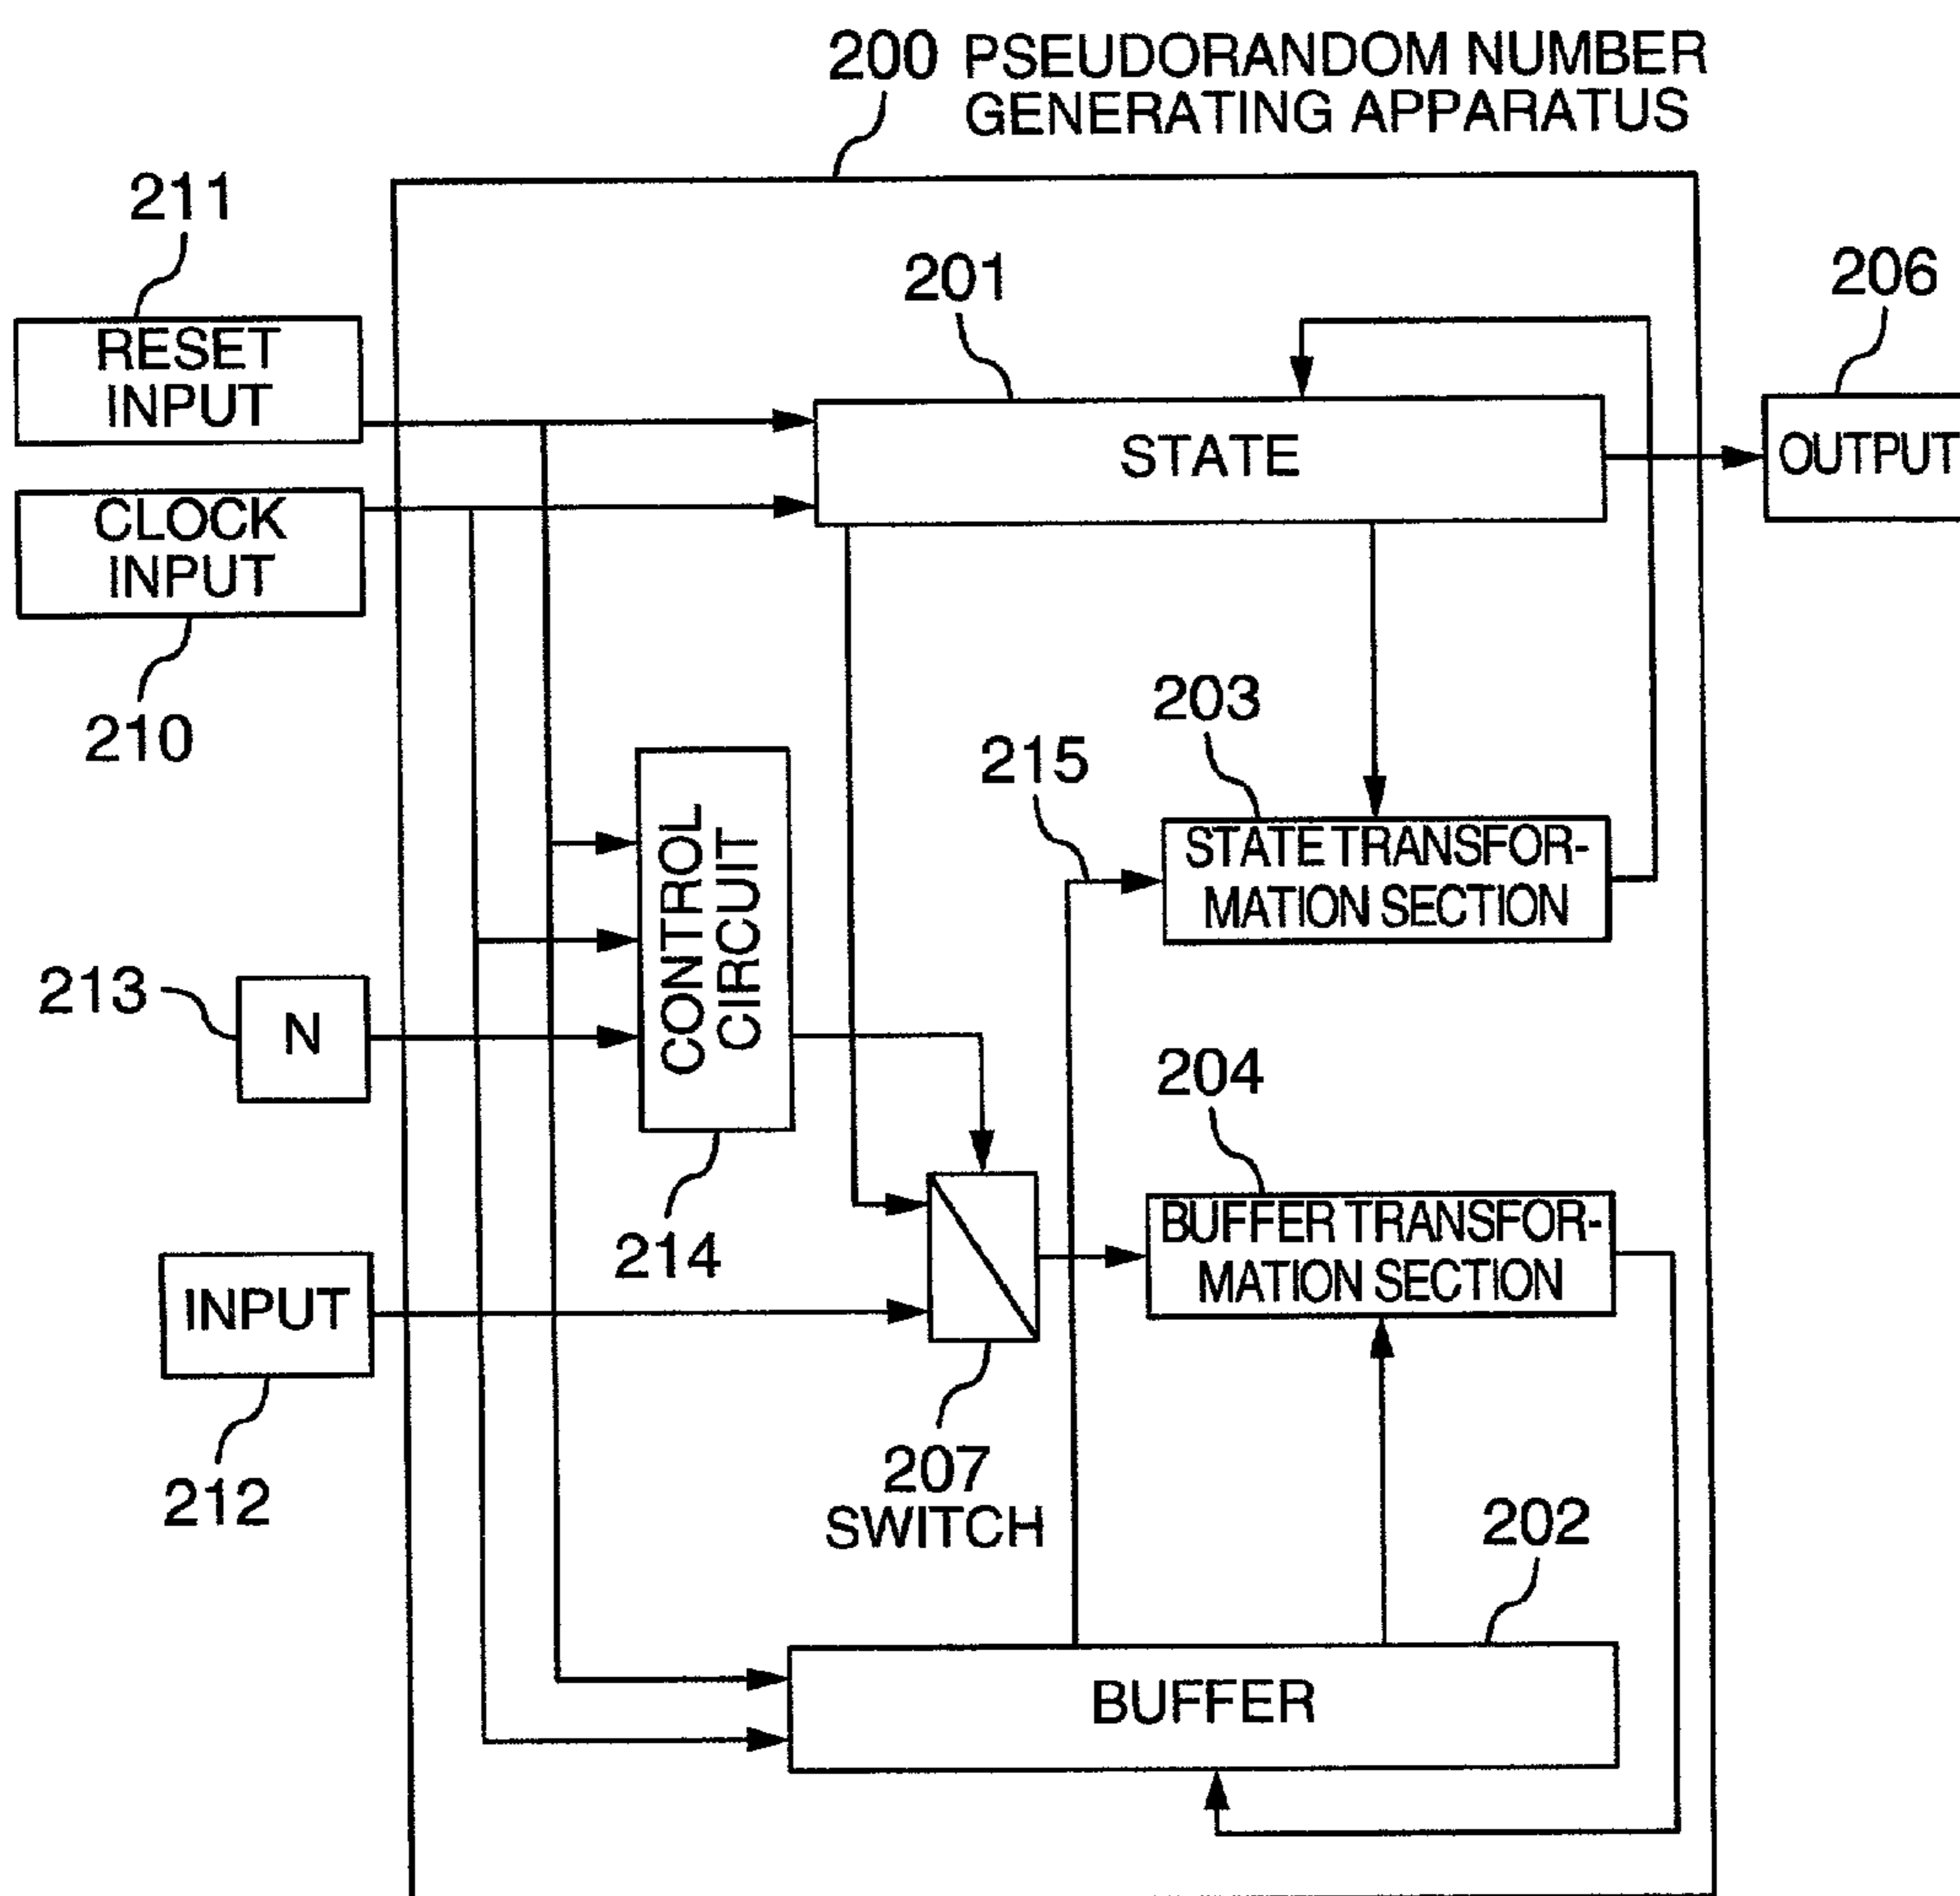 200 PSEUDORANDOM NUMBER
GENERATING APPARATUS
211
RESET
INPUT
201
206
STATE
OUTPUT
CLOCK
INPUT
210
203
215
STATE TRANSFOR-
MATION SECTION
CONTROL
CIRCUIT
213
N
204
214
BUFFER TRANSFOR-
MATION SECTION
INPUT
212
207
SWITCH
202
BUFFER